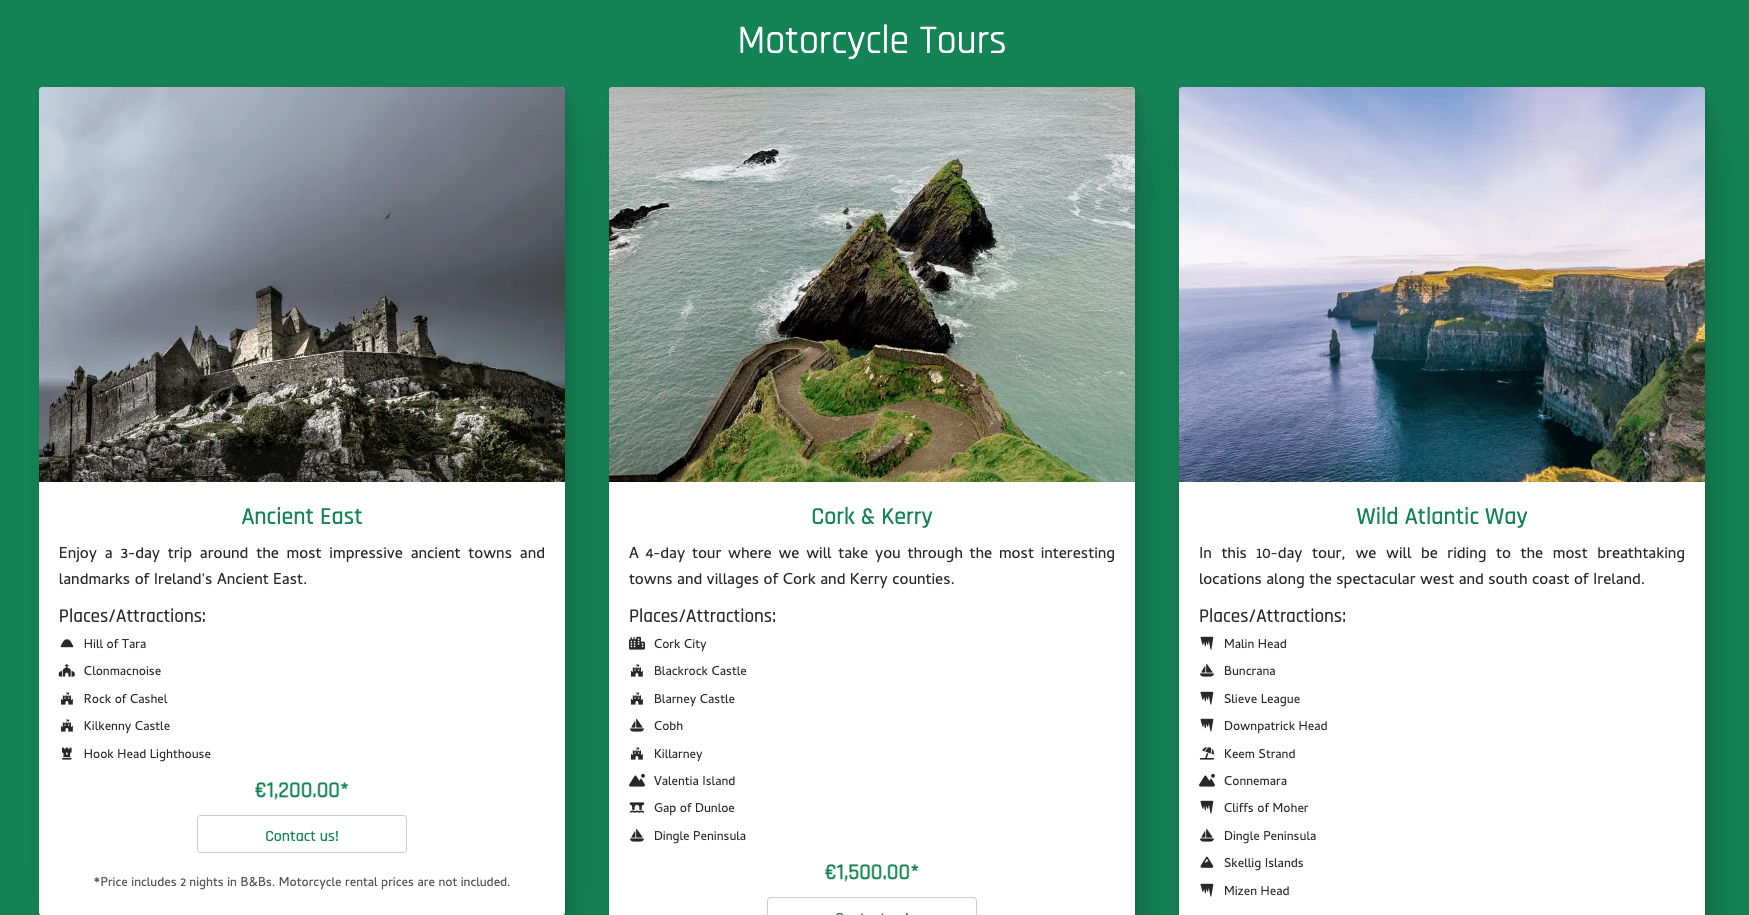 Motorcycle Tours
Ancient East
Enjoy a 3-day trip around the most impressive ancient towns and
landmarks of Ireland's Ancient East.
Places/Attractions:
Hill of Tara
Clonmacnoise
Rock of Cashel
Kilkenny Castle
Hook Head Lighthouse
€1,200.00*
Contact us!
*Price includes 2 nights in B&Bs. Motorcycle rental prices are not included.
Cork & Kerry
A 4-day tour where we will take you through the most interesting
towns and villages of Cork and Kerry counties.
Places/Attractions:
Cork City
Blackrock Castle
Blarney Castle
Cobh
Killarney
Valentia Island
Gap of Dunloe
Dingle Peninsula
€1,500.00*
Wild Atlantic Way
In this 10-day tour, we will be riding to the most breathtaking
locations along the spectacular west and south coast of Ireland.
Places/Attractions:
Malin Head
Buncrana
Slieve League
Downpatrick Head
Keem Strand
Connemara
Cliffs of Moher
Dingle Peninsula
Skellig Islands
Mizen Head